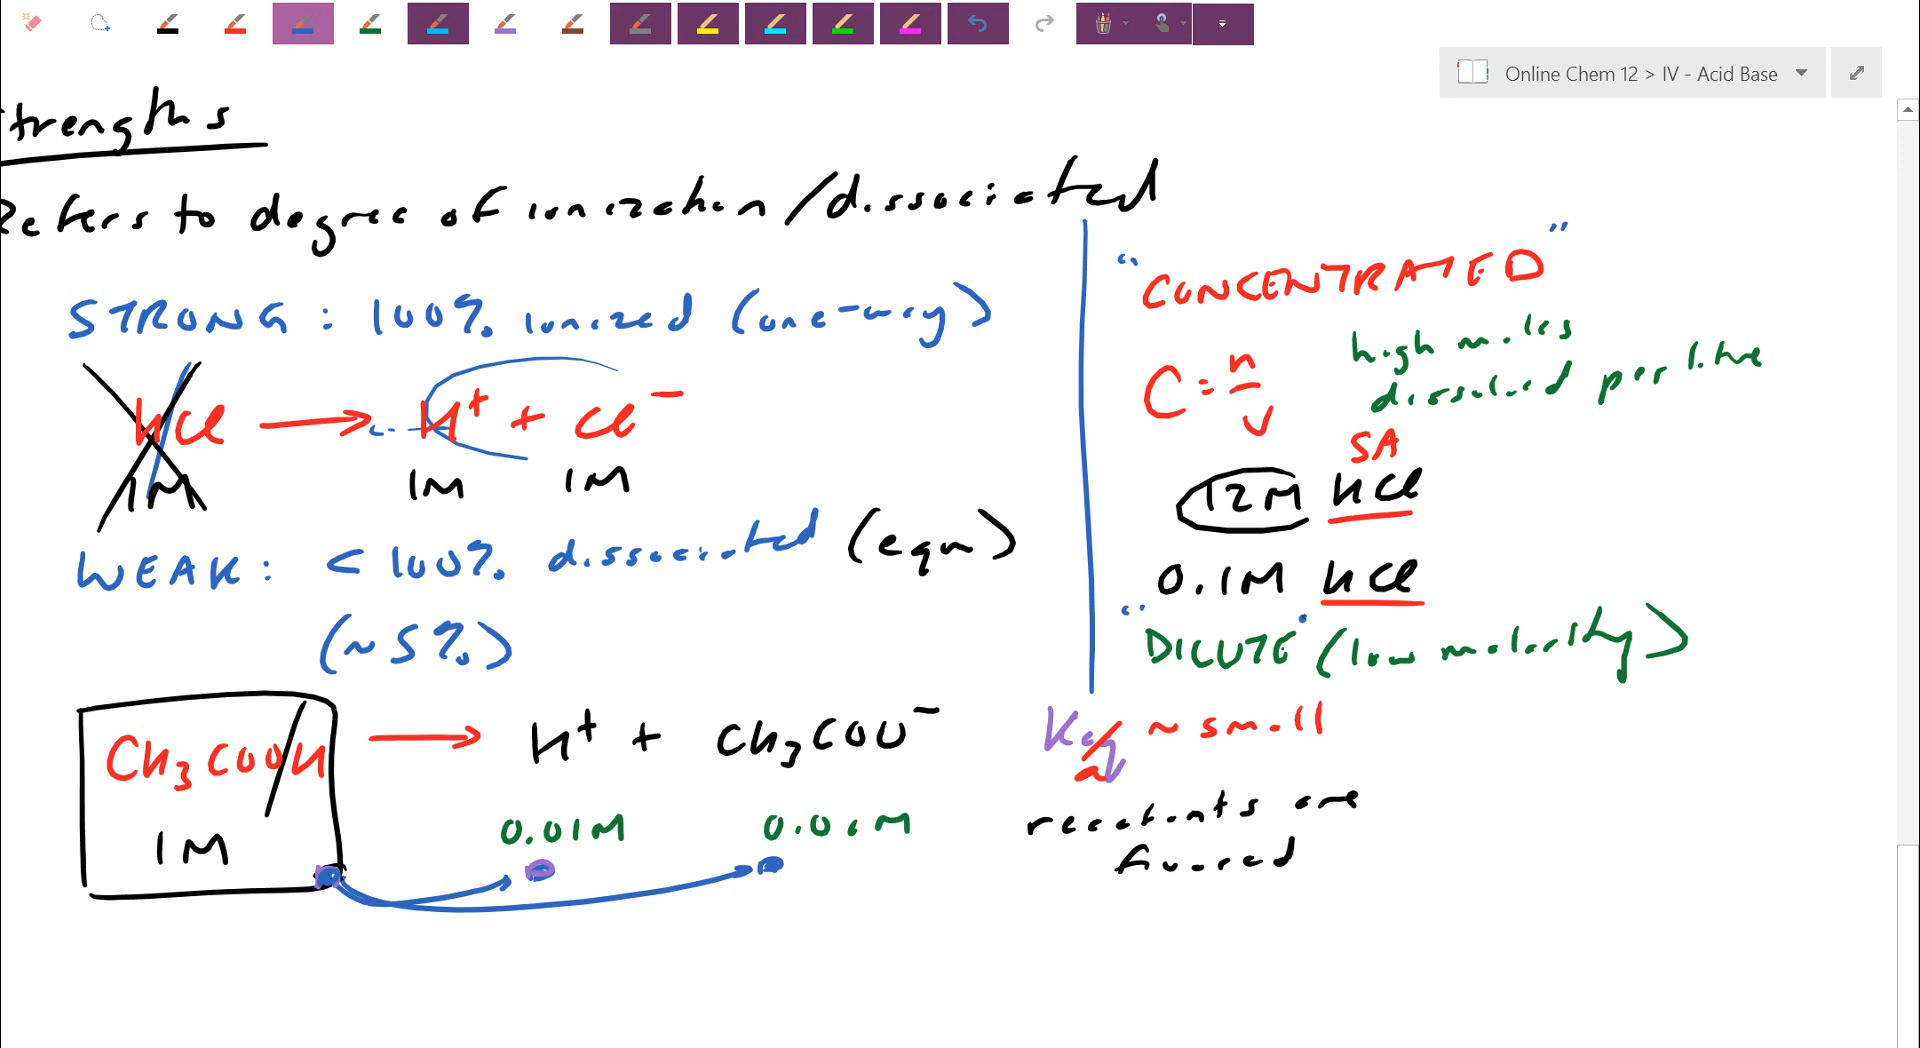 Online Chem 12 > IV - Acid Base
trengths
Refers to degree of ionization/dissociated
STRONG: 100% ionized (one-way)
HCl → H⁺ + Cl⁻
1M 1M 1M
WEAK: < 100% dissociated (eqm)
(~5%)
CH₃COOH → H⁺ + CH₃COO⁻
1M 0.01M 0.01M
"CONCENTRATED"
C = n/V
high moles
dissolved per litre
SA
12M HCl
0.1M HCl
"DILUTE" (low molarity)
Keq ~ small
a
reactants are
favored